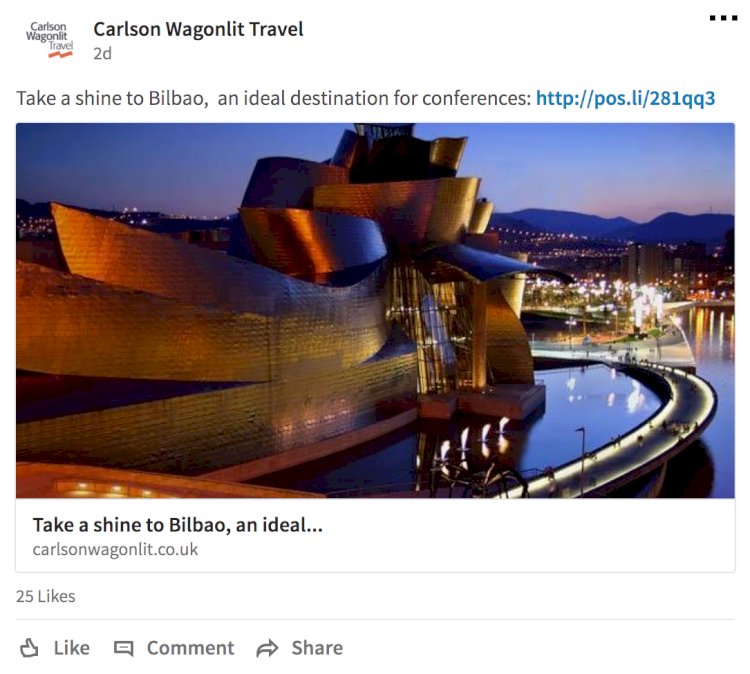 Carlson
Wagonlit
Travel
Carlson Wagonlit Travel
2d
Take a shine to Bilbao,  an ideal destination for conferences: http://pos.li/281qq3
Take a shine to Bilbao, an ideal...
carlsonwagonlit.co.uk
25 Likes
Like Comment Share